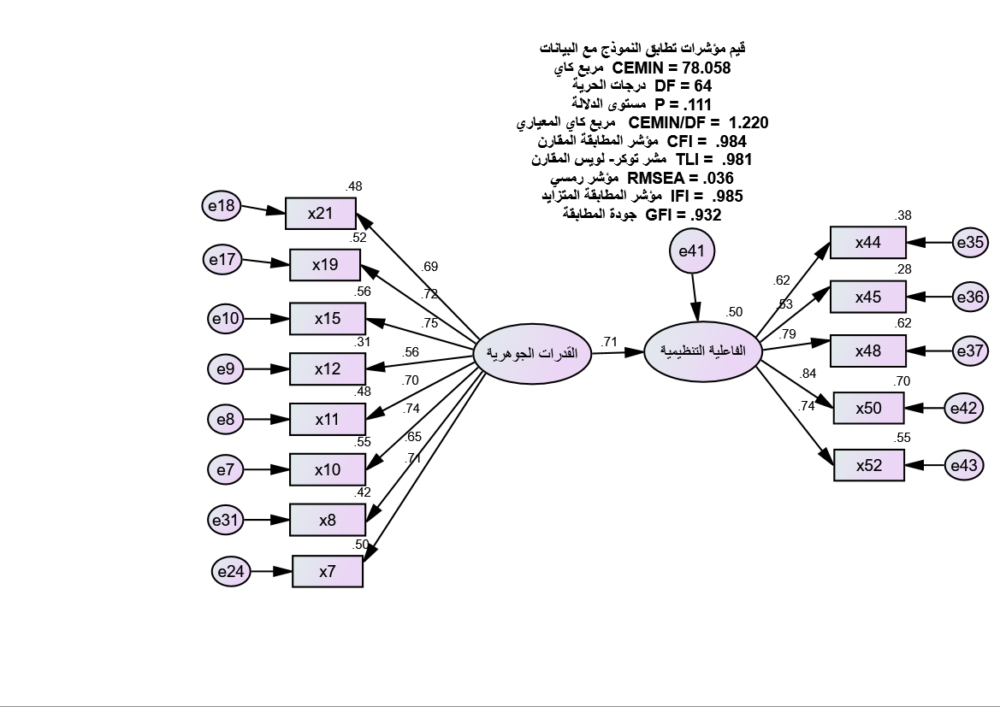 قيم مؤشرات تطابق النموذج مع البيانات
مربع كاي CEMIN = 78.058
درجات الحرية DF = 64
مستوى الدلالة P = .111
مربع كاي المعياري CEMIN/DF = 1.220
مؤشر المطابقة المقارن CFI = .984
مشر توكر- لويس المقارن TLI = .981
مؤشر رمسي RMSEA = .036
مؤشر المطابقة المتزايد IFI = .985
جودة المطابقة GFI = .932
.48
e18
x21
.52
e17
x19
.56
e10
x15
.31
e9
x12
.48
e8
x11
.55
e7
x10
.42
e31
x8
.50
e24
x7
.69
.72
.75
.56
.70
.74
.65
.71
القدرات الجوهرية
.71
e41
.50
الفاعلية التنظيمية
.62
.53
.79
.84
.74
.38
x44
e35
.28
x45
e36
.62
x48
e37
.70
x50
e42
.55
x52
e43